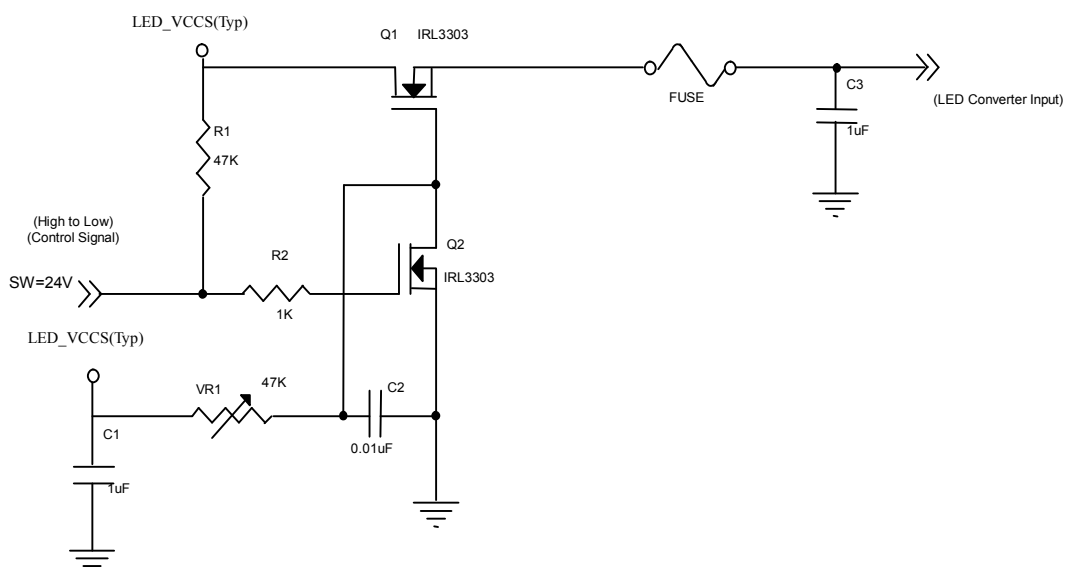 LED_VCCS(Typ)
Q1 IRL3303
FUSE
C3
1uF
(LED Converter Input)
R1
47K
(High to Low)
(Control Signal)
SW=24V
R2
1K
Q2
IRL3303
LED_VCCS(Typ)
VR1 47K
C2
0.01uF
C1
1uF